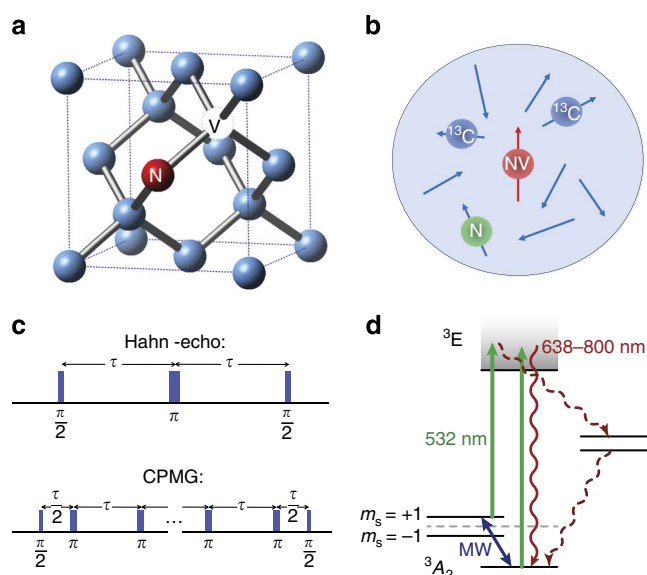 a
V
N
b
13C
13C
NV
N
c
Hahn -echo:
τ τ
π/2 π π/2
CPMG:
τ/2 τ ... τ τ/2
π/2 π π π π π/2
d
3E
638–800 nm
532 nm
ms = +1
ms = −1
MW
3A2